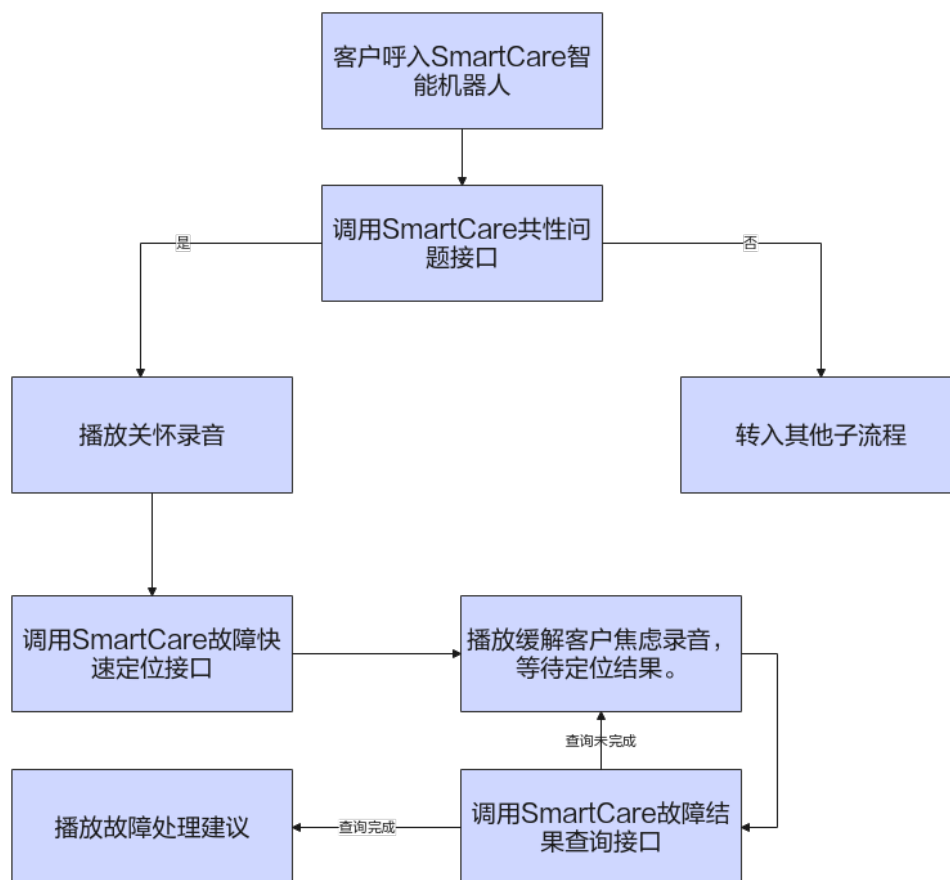 客户呼入SmartCare智
能机器人
调用SmartCare共性问
题接口
是
否
播放关怀录音
转入其他子流程
调用SmartCare故障快
速定位接口
播放缓解客户焦虑录音，
等待定位结果。
查询未完成
播放故障处理建议
查询完成
调用SmartCare故障结
果查询接口